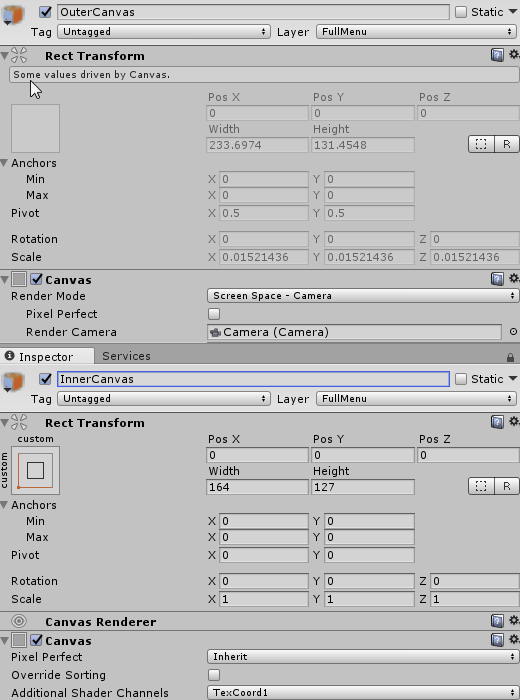 OuterCanvas Static
Tag Untagged Layer FullMenu
Rect Transform
Some values driven by Canvas.
Pos X Pos Y Pos Z
0 0 0
Width Height
233.6974 131.4548 R
Anchors
Min X 0 Y 0
Max X 0 Y 0
Pivot X 0.5 Y 0.5
Rotation X 0 Y 0 Z 0
Scale X 0.01521436 Y 0.01521436 Z 0.01521436
Canvas
Render Mode Screen Space - Camera
Pixel Perfect
Render Camera Camera (Camera)
Inspector Services
InnerCanvas Static
Tag Untagged Layer FullMenu
Rect Transform
custom Pos X Pos Y Pos Z
custom 0 0 0
Width Height
164 127 R
Anchors
Min X 0 Y 0
Max X 0 Y 0
Pivot X 0 Y 0
Rotation X 0 Y 0 Z 0
Scale X 1 Y 1 Z 1
Canvas Renderer
Canvas
Pixel Perfect Inherit
Override Sorting
Additional Shader Channels TexCoord1